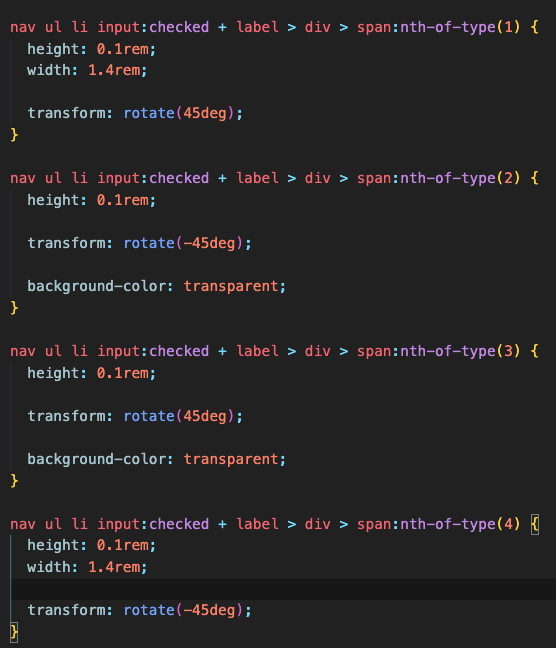 nav ul li input:checked + label > div > span:nth-of-type(1) {
height: 0.1rem;
width: 1.4rem;
transform: rotate(45deg);
}
nav ul li input:checked + label > div > span:nth-of-type(2) {
height: 0.1rem;
transform: rotate(-45deg);
background-color: transparent;
}
nav ul li input:checked + label > div > span:nth-of-type(3) {
height: 0.1rem;
transform: rotate(45deg);
background-color: transparent;
}
nav ul li input:checked + label > div > span:nth-of-type(4) {
height: 0.1rem;
width: 1.4rem;
transform: rotate(-45deg);
}